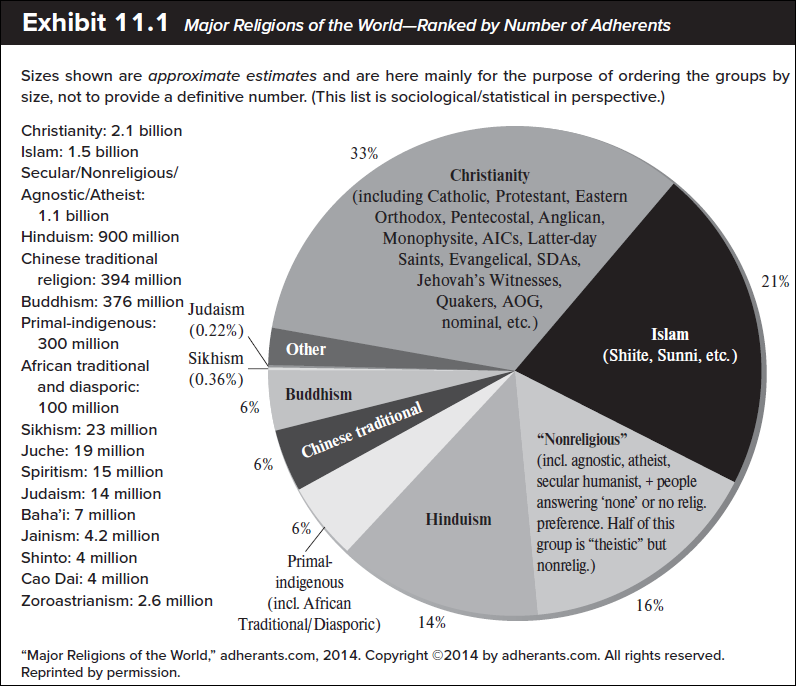 Exhibit 11.1 Major Religions of the World—Ranked by Number of Adherents
Sizes shown are approximate estimates and are here mainly for the purpose of ordering the groups by
size, not to provide a definitive number. (This list is sociological/statistical in perspective.)
Christianity: 2.1 billion
Islam: 1.5 billion
Secular/Nonreligious/
Agnostic/Atheist:
1.1 billion
Hinduism: 900 million
Chinese traditional
religion: 394 million
Buddhism: 376 million
Primal-indigenous:
300 million
African traditional
and diasporic:
100 million
Sikhism: 23 million
Juche: 19 million
Spiritism: 15 million
Judaism: 14 million
Baha’i: 7 million
Jainism: 4.2 million
Shinto: 4 million
Cao Dai: 4 million
Zoroastrianism: 2.6 million
33%
Christianity
(including Catholic, Protestant, Eastern
Orthodox, Pentecostal, Anglican,
Monophysite, AICs, Latter-day
Saints, Evangelical, SDAs,
Jehovah’s Witnesses,
Quakers, AOG,
nominal, etc.)
21%
Islam
(Shiite, Sunni, etc.)
“Nonreligious”
(incl. agnostic, atheist,
secular humanist, + people
answering ‘none’ or no relig.
preference. Half of this
group is “theistic” but
nonrelig.)
16%
Hinduism
14%
6%
Primal-
indigenous
(incl. African
Traditional/Diasporic)
Chinese traditional
6%
Buddhism
6%
Sikhism
(0.36%)
Judaism
(0.22%)
Other
“Major Religions of the World,” adherants.com, 2014. Copyright ©2014 by adherents.com. All rights reserved.
Reprinted by permission.